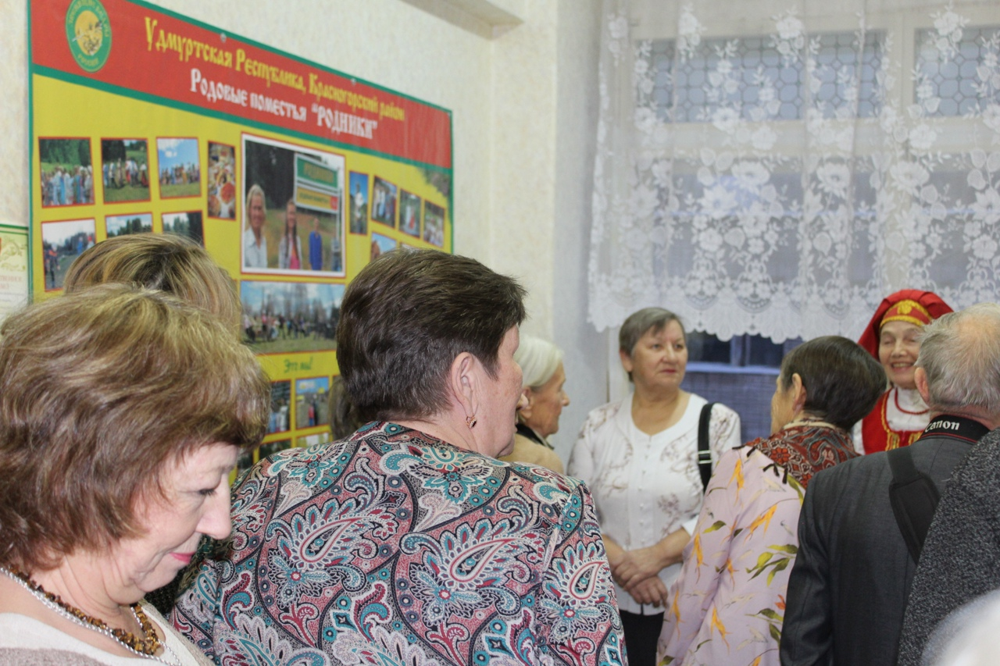 Удмуртская Республика, Красногорский район
Родовые поместья "РОДНИКИ"
Это мы!
Canon